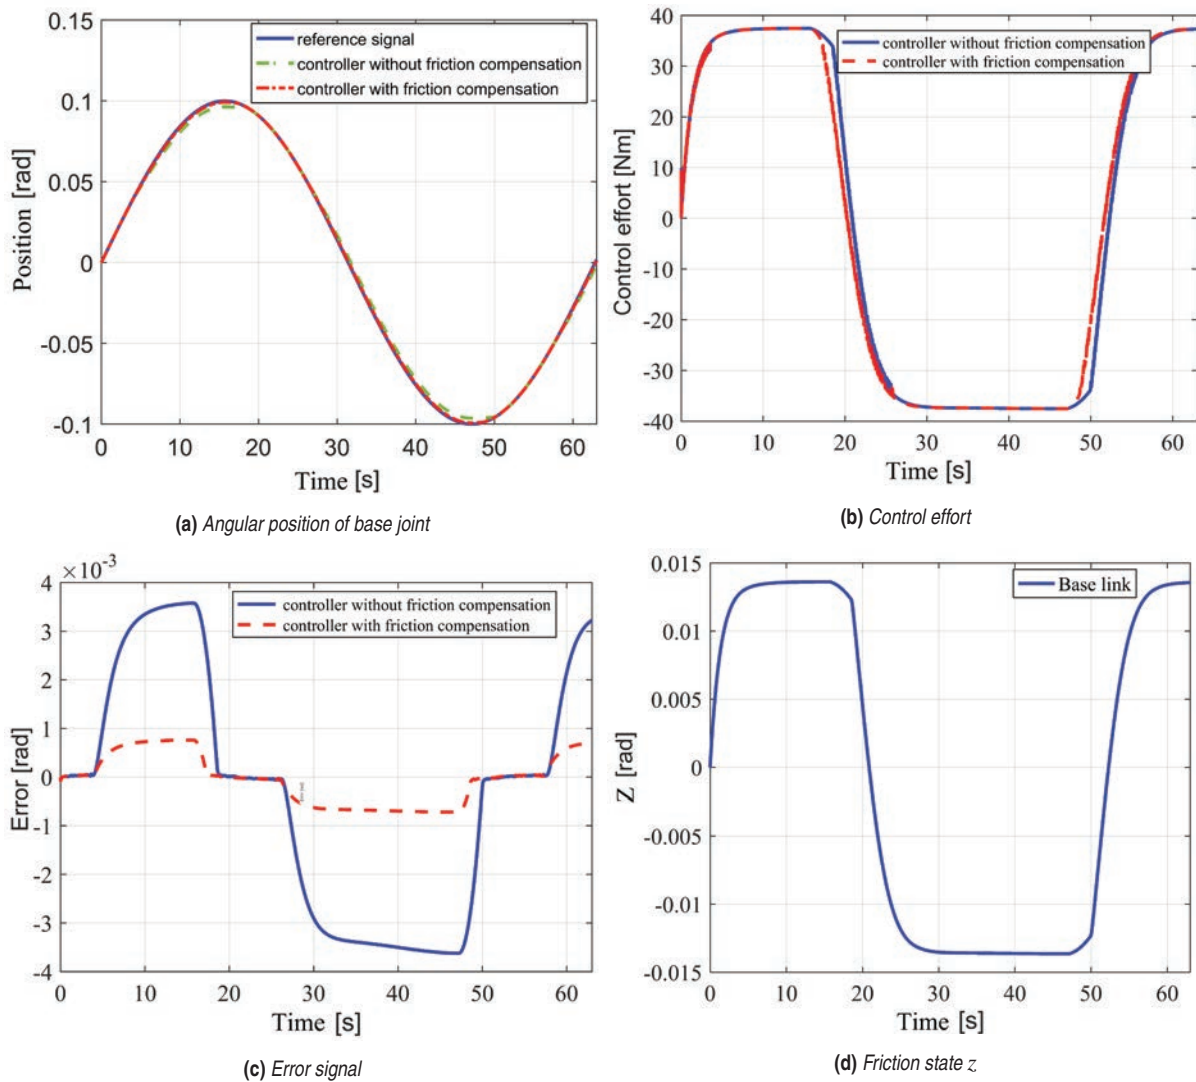 0.15
reference signal
controller without friction compensation
controller with friction compensation
0.1
0.05
0
-0.05
-0.1
Position [rad]
0 10 20 30 40 50 60
Time [s]
(a) Angular position of base joint
40
30
20
10
0
-10
-20
-30
-40
Control effort [Nm]
controller without friction compensation
controller with friction compensation
0 10 20 30 40 50 60
Time [s]
(b) Control effort
×10⁻³
4
3
2
1
0
-1
-2
-3
-4
Error [rad]
controller without friction compensation
controller with friction compensation
0 10 20 30 40 50 60
Time [s]
(c) Error signal
0.015
0.01
0.005
0
-0.005
-0.01
-0.015
Z [rad]
Base link
0 10 20 30 40 50 60
Time [s]
(d) Friction state z